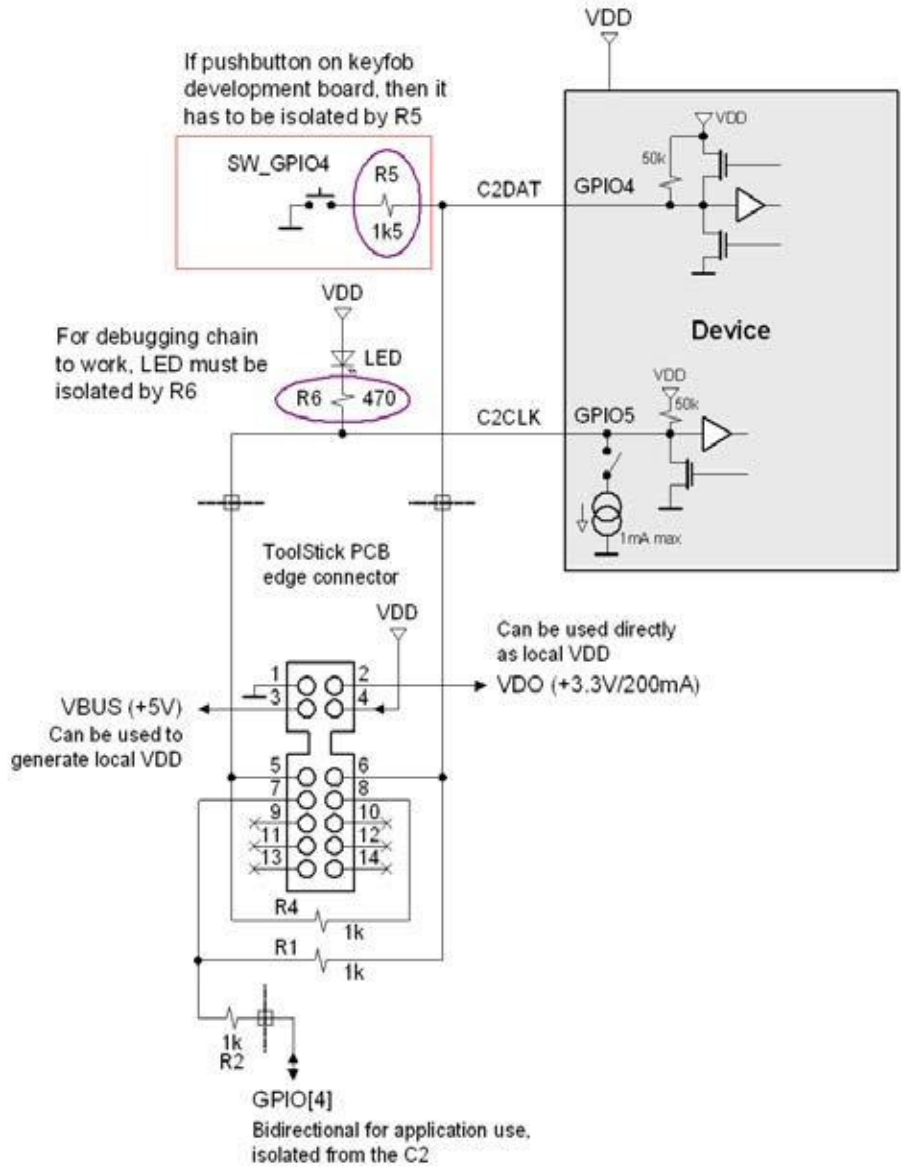 VDD
If pushbutton on keyfob
development board, then it
has to be isolated by R5
SW_GPIO4
R5
1k5
C2DAT
GPIO4
VDD
50k
VDD
For debugging chain
to work, LED must be
isolated by R6
LED
R6
470
Device
C2CLK
GPIO5
VDD
50k
1mA max
ToolStick PCB
edge connector
VDD
Can be used directly
as local VDD
VDO (+3.3V/200mA)
VBUS (+5V)
Can be used to
generate local VDD
1 2
3 4
5 6
7 8
9 10
11 12
13 14
R4
1k
R1
1k
1k
R2
GPIO[4]
Bidirectional for application use,
isolated from the C2